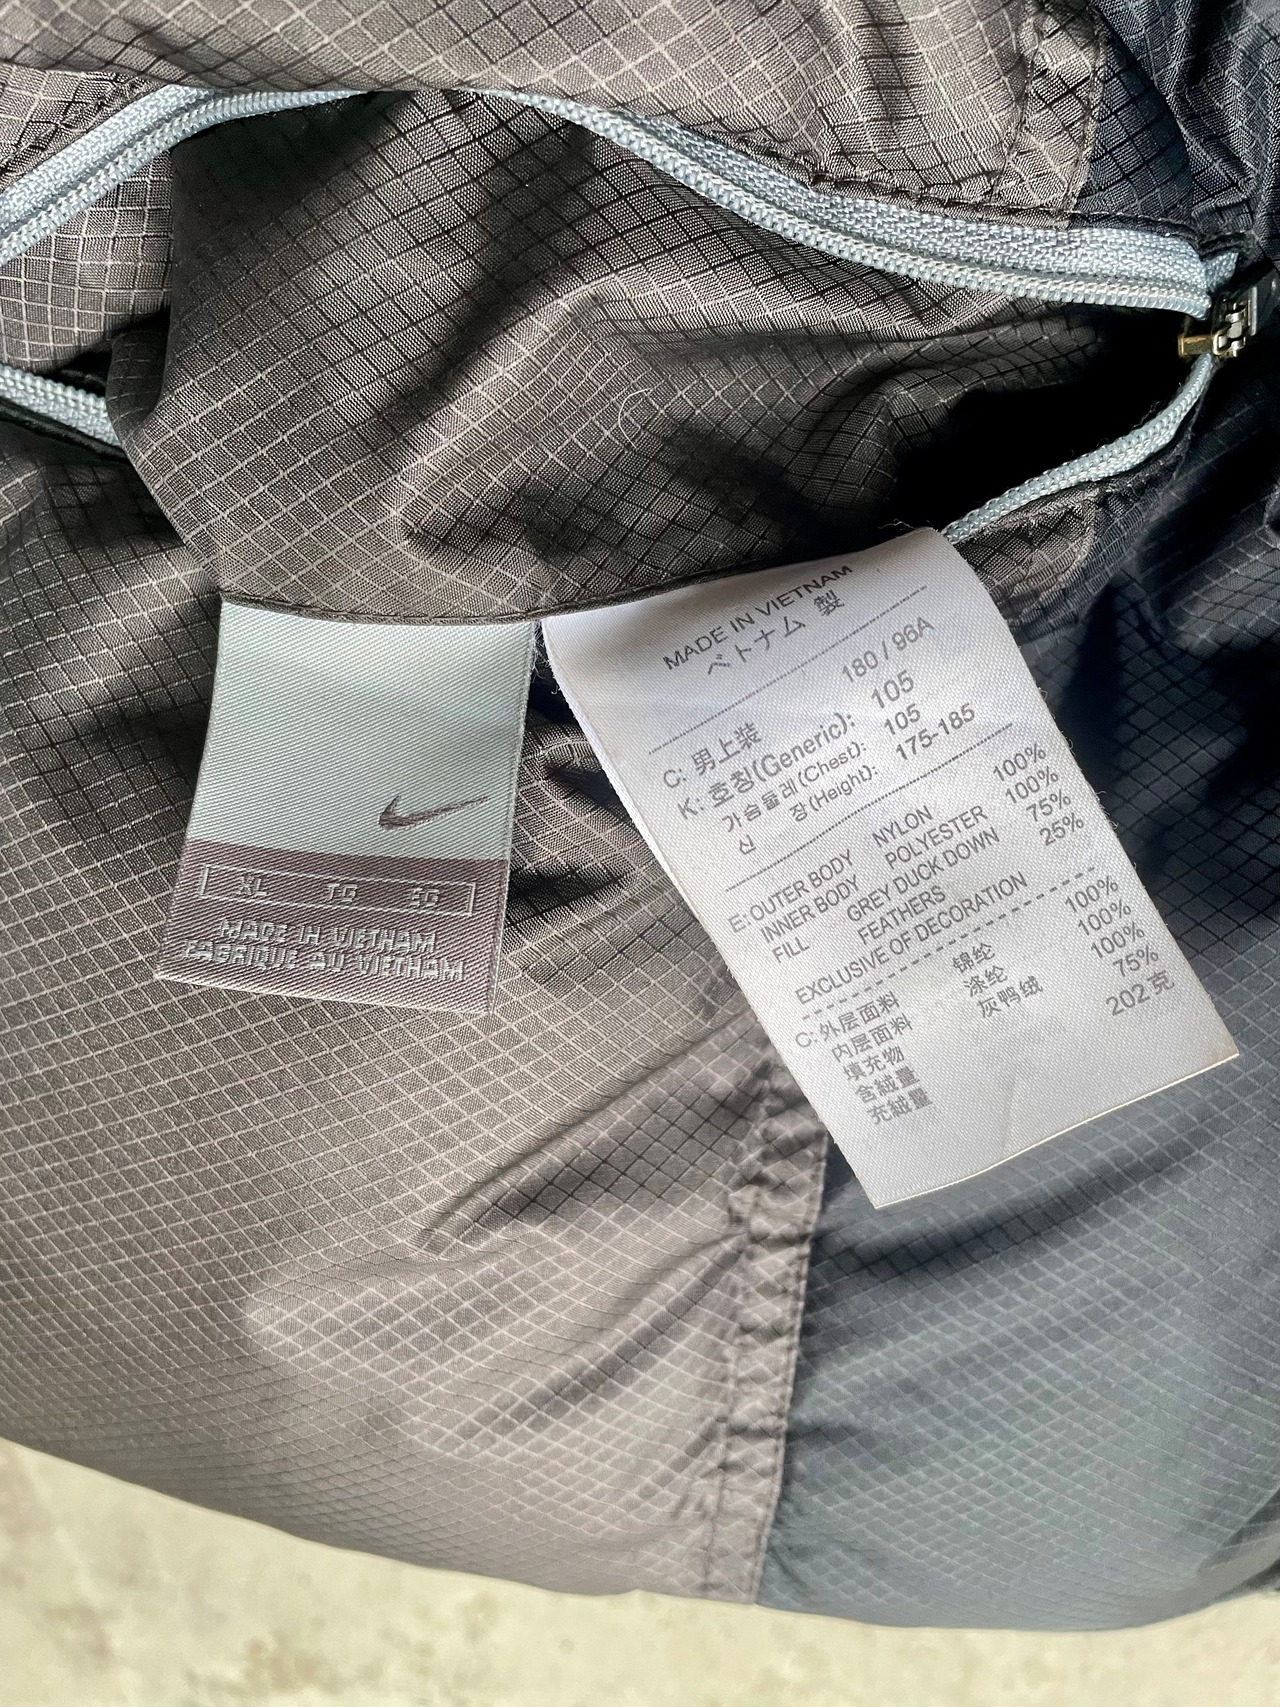 XL TG EG
MADE IN VIETNAM
FABRIQUE AU VIETNAM
MADE IN VIETNAM
ベトナム 製
C: 男上装 180 / 96A
K: 호칭(Generic): 105
가슴둘레(Chest): 105
신 장(Height): 175-185
E: OUTER BODY NYLON 100%
INNER BODY POLYESTER 100%
FILL GREY DUCK DOWN 75%
FEATHERS 25%
EXCLUSIVE OF DECORATION
C: 外层面料 锦纶 100%
内层面料 涤纶 100%
填充物 灰鸭绒 100%
含绒量 75%
充绒量 202克